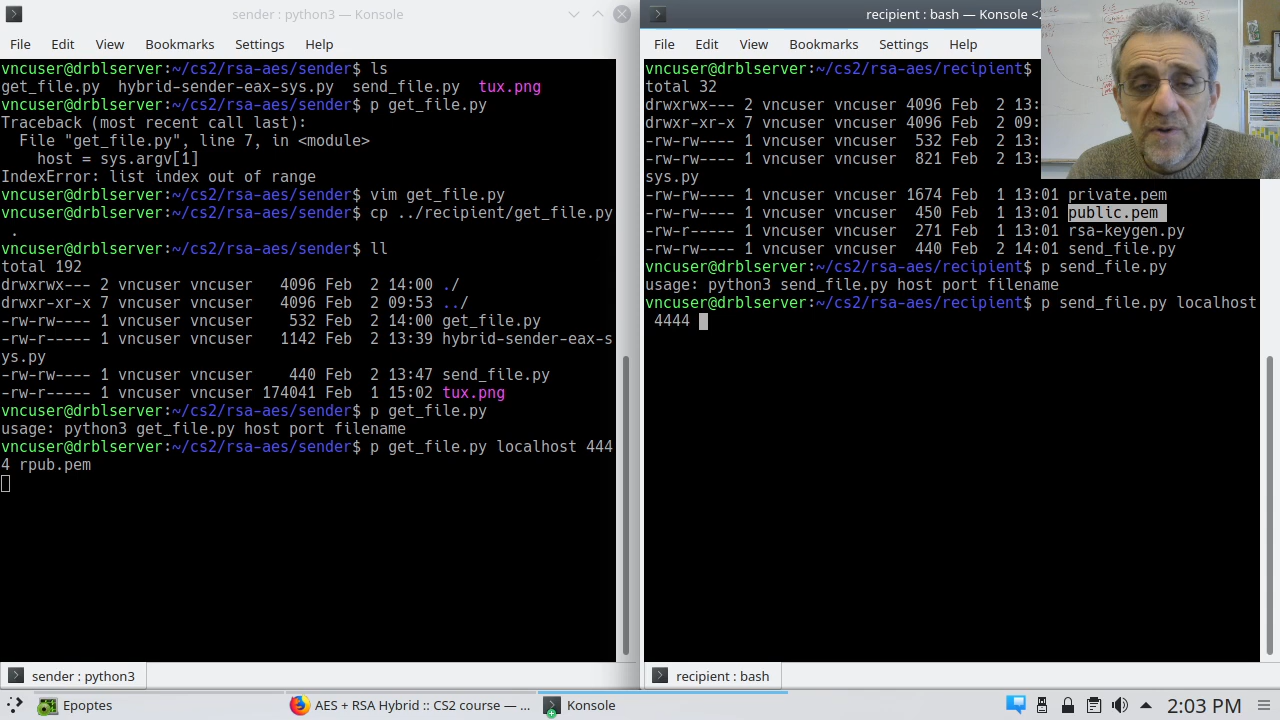 sender : python3 — Konsole
File Edit View Bookmarks Settings Help
vncuser@drblserver:~/cs2/rsa-aes/sender$ ls
get_file.py  hybrid-sender-eax-sys.py  send_file.py  tux.png
vncuser@drblserver:~/cs2/rsa-aes/sender$ p get_file.py
Traceback (most recent call last):
  File "get_file.py", line 7, in <module>
    host = sys.argv[1]
IndexError: list index out of range
vncuser@drblserver:~/cs2/rsa-aes/sender$ vim get_file.py
vncuser@drblserver:~/cs2/rsa-aes/sender$ cp ../recipient/get_file.py
 .
vncuser@drblserver:~/cs2/rsa-aes/sender$ ll
total 192
drwxrwx--- 2 vncuser vncuser   4096 Feb  2 14:00 ./
drwxr-xr-x 7 vncuser vncuser   4096 Feb  2 09:53 ../
-rw-rw---- 1 vncuser vncuser    532 Feb  2 14:00 get_file.py
-rw-r----- 1 vncuser vncuser   1142 Feb  2 13:39 hybrid-sender-eax-s
ys.py
-rw-rw---- 1 vncuser vncuser    440 Feb  2 13:47 send_file.py
-rw-r----- 1 vncuser vncuser 174041 Feb  1 15:02 tux.png
vncuser@drblserver:~/cs2/rsa-aes/sender$ p get_file.py
usage: python3 get_file.py host port filename
vncuser@drblserver:~/cs2/rsa-aes/sender$ p get_file.py localhost 444
4 rpub.pem
sender : python3
recipient : bash — Konsole <2
File Edit View Bookmarks Settings Help
vncuser@drblserver:~/cs2/rsa-aes/recipient$
total 32
drwxrwx--- 2 vncuser vncuser 4096 Feb  2 13:
drwxr-xr-x 7 vncuser vncuser 4096 Feb  2 09:
-rw-rw---- 1 vncuser vncuser  532 Feb  2 13:
-rw-rw---- 1 vncuser vncuser  821 Feb  2 13:
sys.py
-rw-rw---- 1 vncuser vncuser 1674 Feb  1 13:01 private.pem
-rw-rw---- 1 vncuser vncuser  450 Feb  1 13:01 public.pem
-rw-r----- 1 vncuser vncuser  271 Feb  1 13:01 rsa-keygen.py
-rw-rw---- 1 vncuser vncuser  440 Feb  2 14:01 send_file.py
vncuser@drblserver:~/cs2/rsa-aes/recipient$ p send_file.py
usage: python3 send_file.py host port filename
vncuser@drblserver:~/cs2/rsa-aes/recipient$ p send_file.py localhost
 4444
recipient : bash
Epoptes
AES + RSA Hybrid :: CS2 course — ...
Konsole
2:03 PM